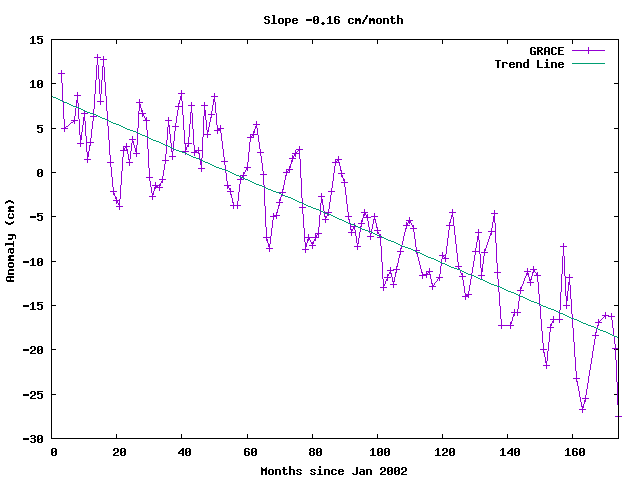 Slope -0.16 cm/month
GRACE
Trend Line
15
10
5
0
-5
-10
-15
-20
-25
-30
Anomaly (cm)
0 20 40 60 80 100 120 140 160
Months since Jan 2002